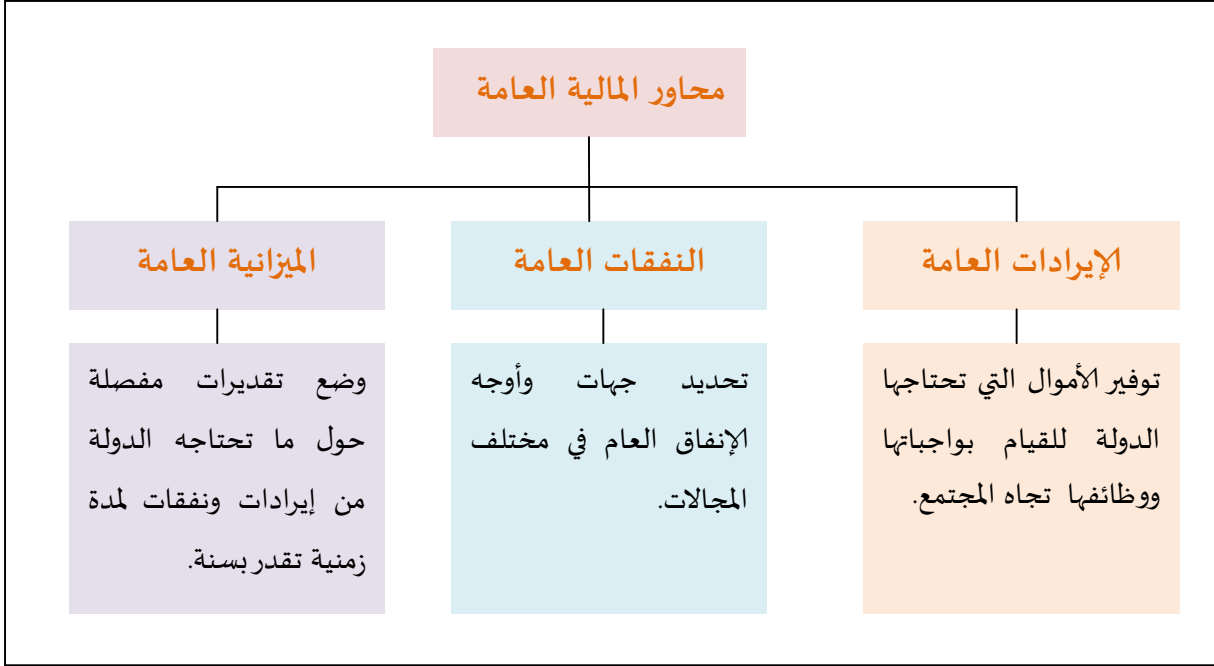 محاور المالية العامة
الإيرادات العامة
النفقات العامة
الميزانية العامة
توفير الأموال التي تحتاجها
الدولة للقيام بواجباتها
ووظائفها تجاه المجتمع.
تحديد جهات وأوجه
الإنفاق العام في مختلف
المجالات.
وضع تقديرات مفصلة
حول ما تحتاجه الدولة
من إيرادات ونفقات لمدة
زمنية تقدر بسنة.